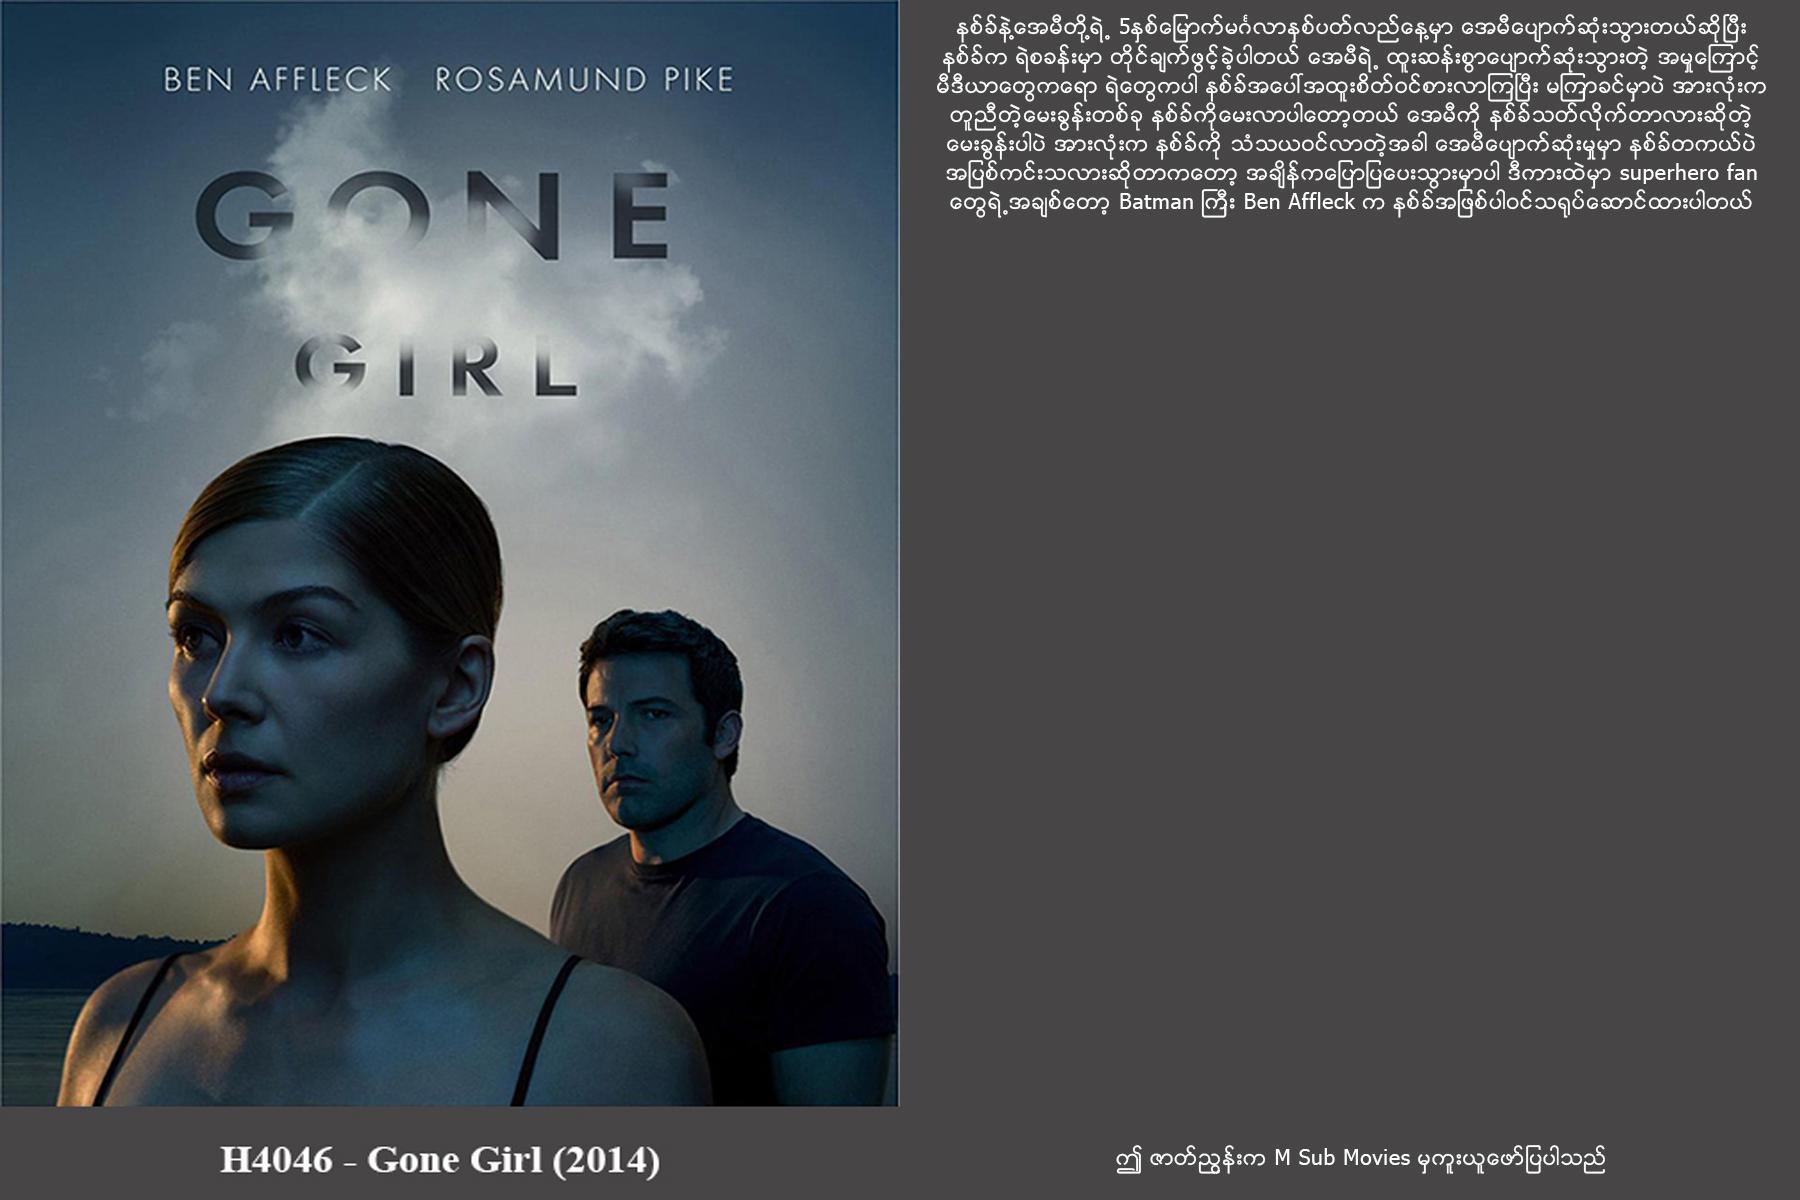 BEN AFFLECK ROSAMUND PIKE
GONE
GIRL
H4046 - Gone Girl (2014)
နစ်ခ်နဲ့အေမီတို့ရဲ့ 5နှစ်မြောက်မင်္ဂလာနှစ်ပတ်လည်နေ့မှာ အေမီပျောက်ဆုံးသွားတယ်ဆိုပြီး
နစ်ခ်က ရဲစခန်းမှာ တိုင်ချက်ဖွင့်ခဲ့ပါတယ် အေမီရဲ့ ထူးဆန်းစွာပျောက်ဆုံးသွားတဲ့ အမှုကြောင့်
မီဒီယာတွေကရော ရဲတွေကပါ နစ်ခ်အပေါ်အထူးစိတ်ဝင်စားလာကြပြီး မကြာခင်မှာပဲ အားလုံးက
တူညီတဲ့မေးခွန်းတစ်ခု နစ်ခ်ကိုမေးလာပါတော့တယ် အေမီကို နစ်ခ်သတ်လိုက်တာလားဆိုတဲ့
မေးခွန်းပါပဲ အားလုံးက နစ်ခ်ကို သံသယဝင်လာတဲ့အခါ အေမီပျောက်ဆုံးမှုမှာ နစ်ခ်တကယ်ပဲ
အပြစ်ကင်းသလားဆိုတာကတော့ အချိန်ကပြောပြပေးသွားမှာပါ ဒီကားထဲမှာ superhero fan
တွေရဲ့အချစ်တော့ Batman ကြီး Ben Affleck က နစ်ခ်အဖြစ်ပါဝင်သရုပ်ဆောင်ထားပါတယ်
ဤ ဇာတ်ညွှန်းက M Sub Movies မှကူးယူဖော်ပြပါသည်